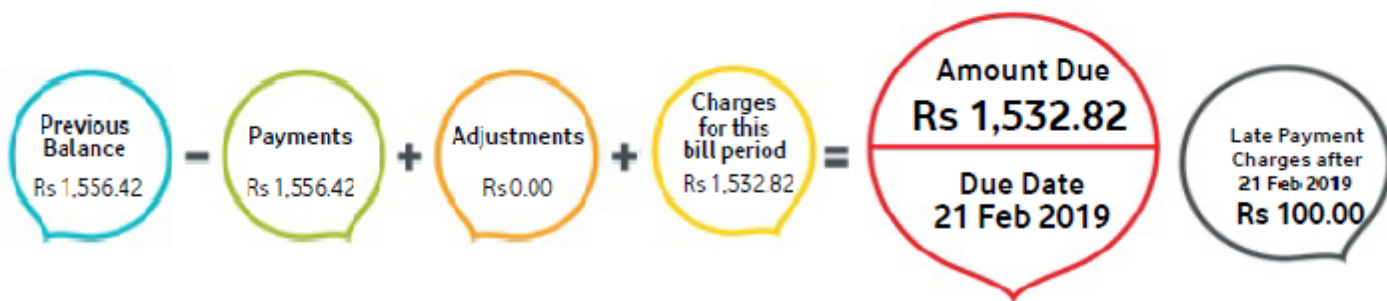 Previous
Balance
Rs 1,556.42
-
Payments
Rs 1,556.42
+
Adjustments
Rs 0.00
+
Charges
for this
bill period
Rs 1,532.82
=
Amount Due
Rs 1,532.82
Due Date
21 Feb 2019
Late Payment
Charges after
21 Feb 2019
Rs 100.00